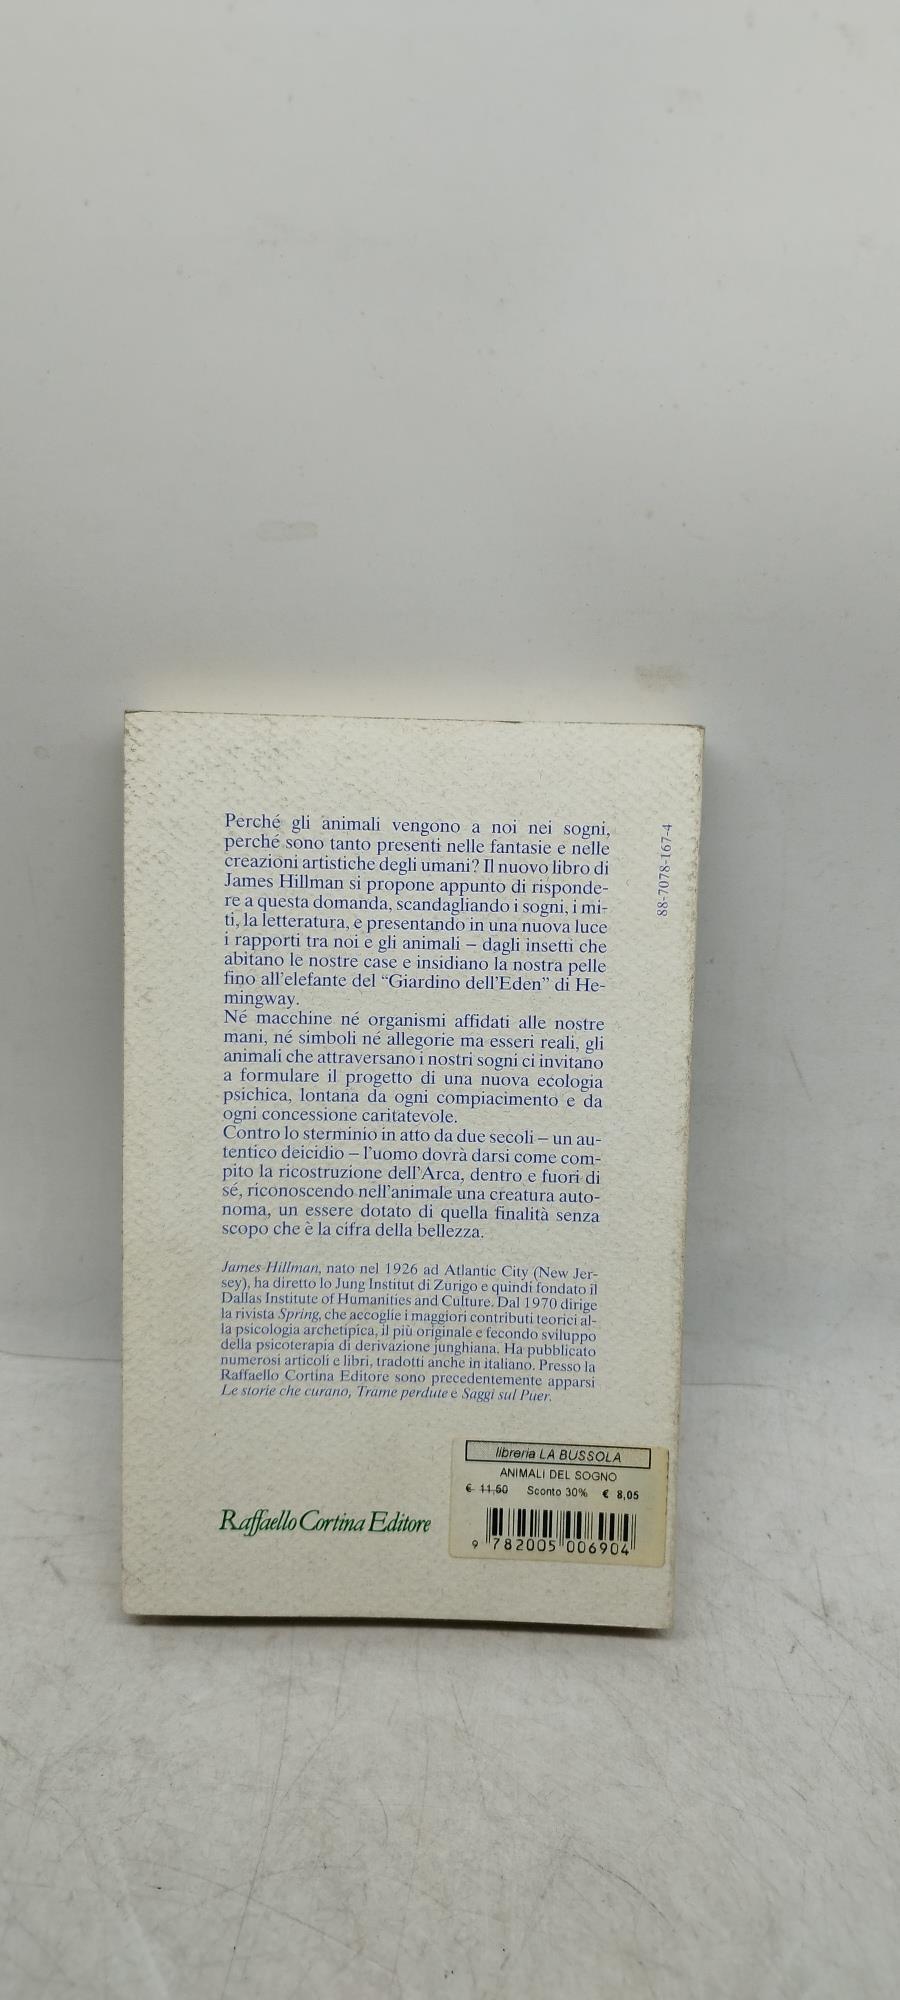 Perché gli animali vengono a noi nei sogni,
perché sono tanto presenti nelle fantasie e nelle
creazioni artistiche degli umani? Il nuovo libro di
James Hillman si propone appunto di risponde-
re a questa domanda, scandagliando i sogni, i mi-
ti, la letteratura, e presentando in una nuova luce
i rapporti tra noi e gli animali – dagli insetti che
abitano le nostre case e insidiano la nostra pelle
fino all'elefante del “Giardino dell'Eden” di He-
mingway.
Né macchine né organismi affidati alle nostre
mani, né simboli né allegorie ma esseri reali, gli
animali che attraversano i nostri sogni ci invitano
a formulare il progetto di una nuova ecologia
psichica, lontana da ogni compiacimento e da
ogni concessione caritatevole.
Contro lo sterminio in atto da due secoli – un au-
tentico deicidio – l'uomo dovrà darsi come com-
pito la ricostruzione dell'Arca, dentro e fuori di
sé, riconoscendo nell'animale una creatura auto-
noma, un essere dotato di quella finalità senza
scopo che è la cifra della bellezza.
James Hillman, nato nel 1926 ad Atlantic City (New Jer-
sey), ha diretto lo Jung Institut di Zurigo e quindi fondato il
Dallas Institute of Humanities and Culture. Dal 1970 dirige
la rivista Spring, che accoglie i maggiori contributi teorici al-
la psicologia archetipica, il più originale e fecondo sviluppo
della psicoterapia di derivazione junghiana. Ha pubblicato
numerosi articoli e libri, tradotti anche in italiano. Presso la
Raffaello Cortina Editore sono precedentemente apparsi
Le storie che curano, Trame perdute e Saggi sul Puer.
88-7078-167-4
Raffaello Cortina Editore
libreria LA BUSSOLA
ANIMALI DEL SOGNO
€ 11,50 Sconto 30% € 8,05
9 782005 006904